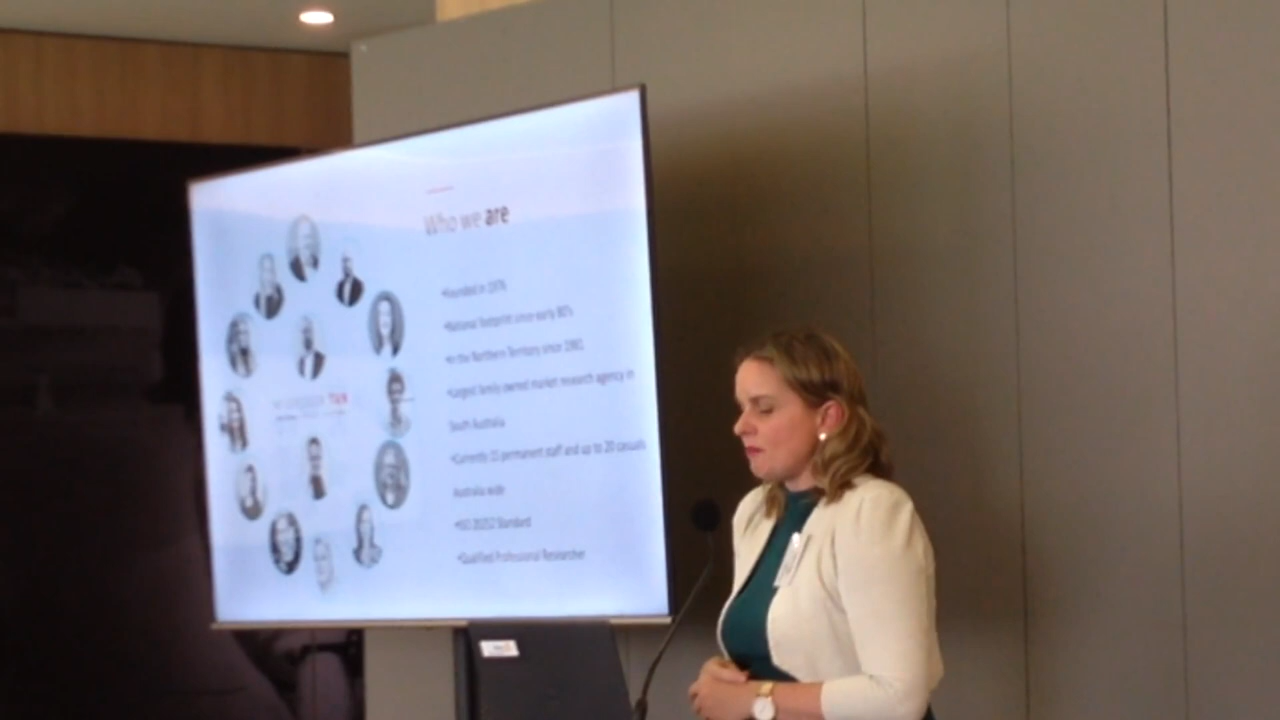 Who we are
•Founded in 1976
•National footprint since early 80's
•In the Northern Territory since 1981
•Largest family owned market research agency in
South Australia
•Currently 15 permanent staff and up to 20 casuals
Australia wide
•ISO 20252 Standard
•Qualified Professional Researcher